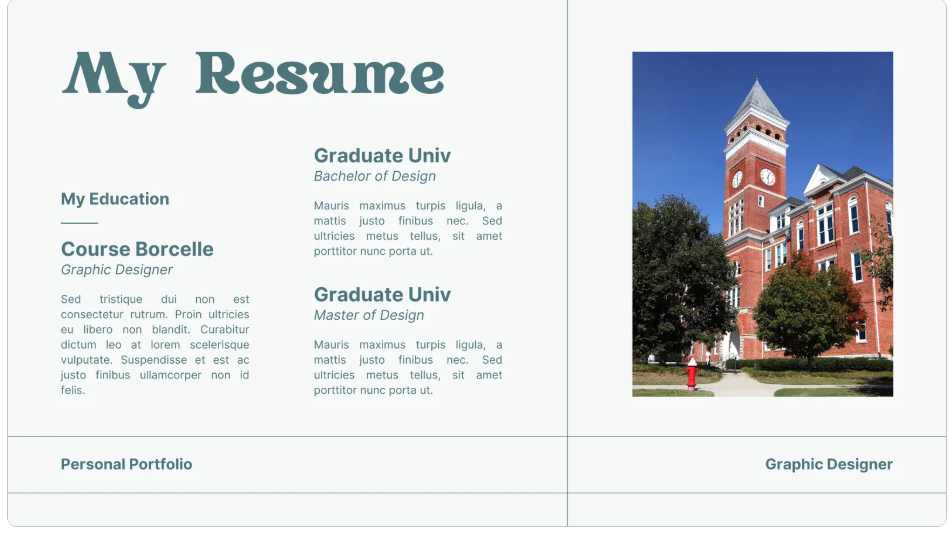 My Resume
My Education
Course Borcelle
Graphic Designer
Sed tristique dui non est
consectetur rutrum. Proin ultricies
eu libero non blandit. Curabitur
dictum leo at lorem scelerisque
vulputate. Suspendisse et est ac
justo finibus ullamcorper non id
felis.
Graduate Univ
Bachelor of Design
Mauris maximus turpis ligula, a
mattis justo finibus nec. Sed
ultricies metus tellus, sit amet
porttitor nunc porta ut.
Graduate Univ
Master of Design
Mauris maximus turpis ligula, a
mattis justo finibus nec. Sed
ultricies metus tellus, sit amet
porttitor nunc porta ut.
Personal Portfolio
Graphic Designer